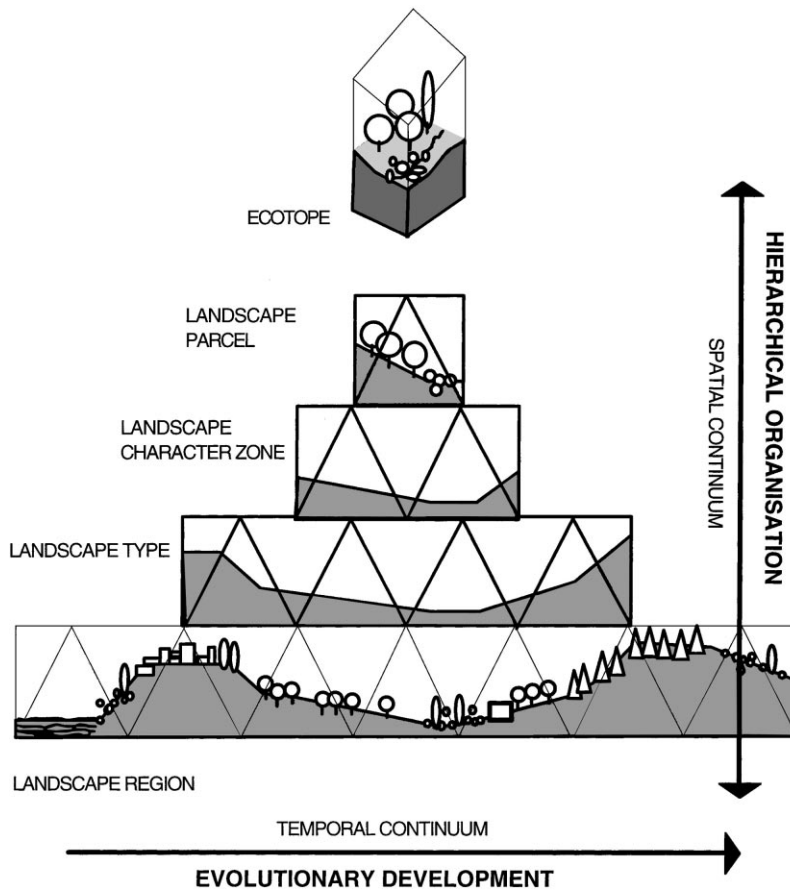 ECOTOPE
LANDSCAPE
PARCEL
LANDSCAPE
CHARACTER ZONE
LANDSCAPE TYPE
LANDSCAPE REGION
SPATIAL CONTINUUM
HIERARCHICAL ORGANISATION
TEMPORAL CONTINUUM
EVOLUTIONARY DEVELOPMENT